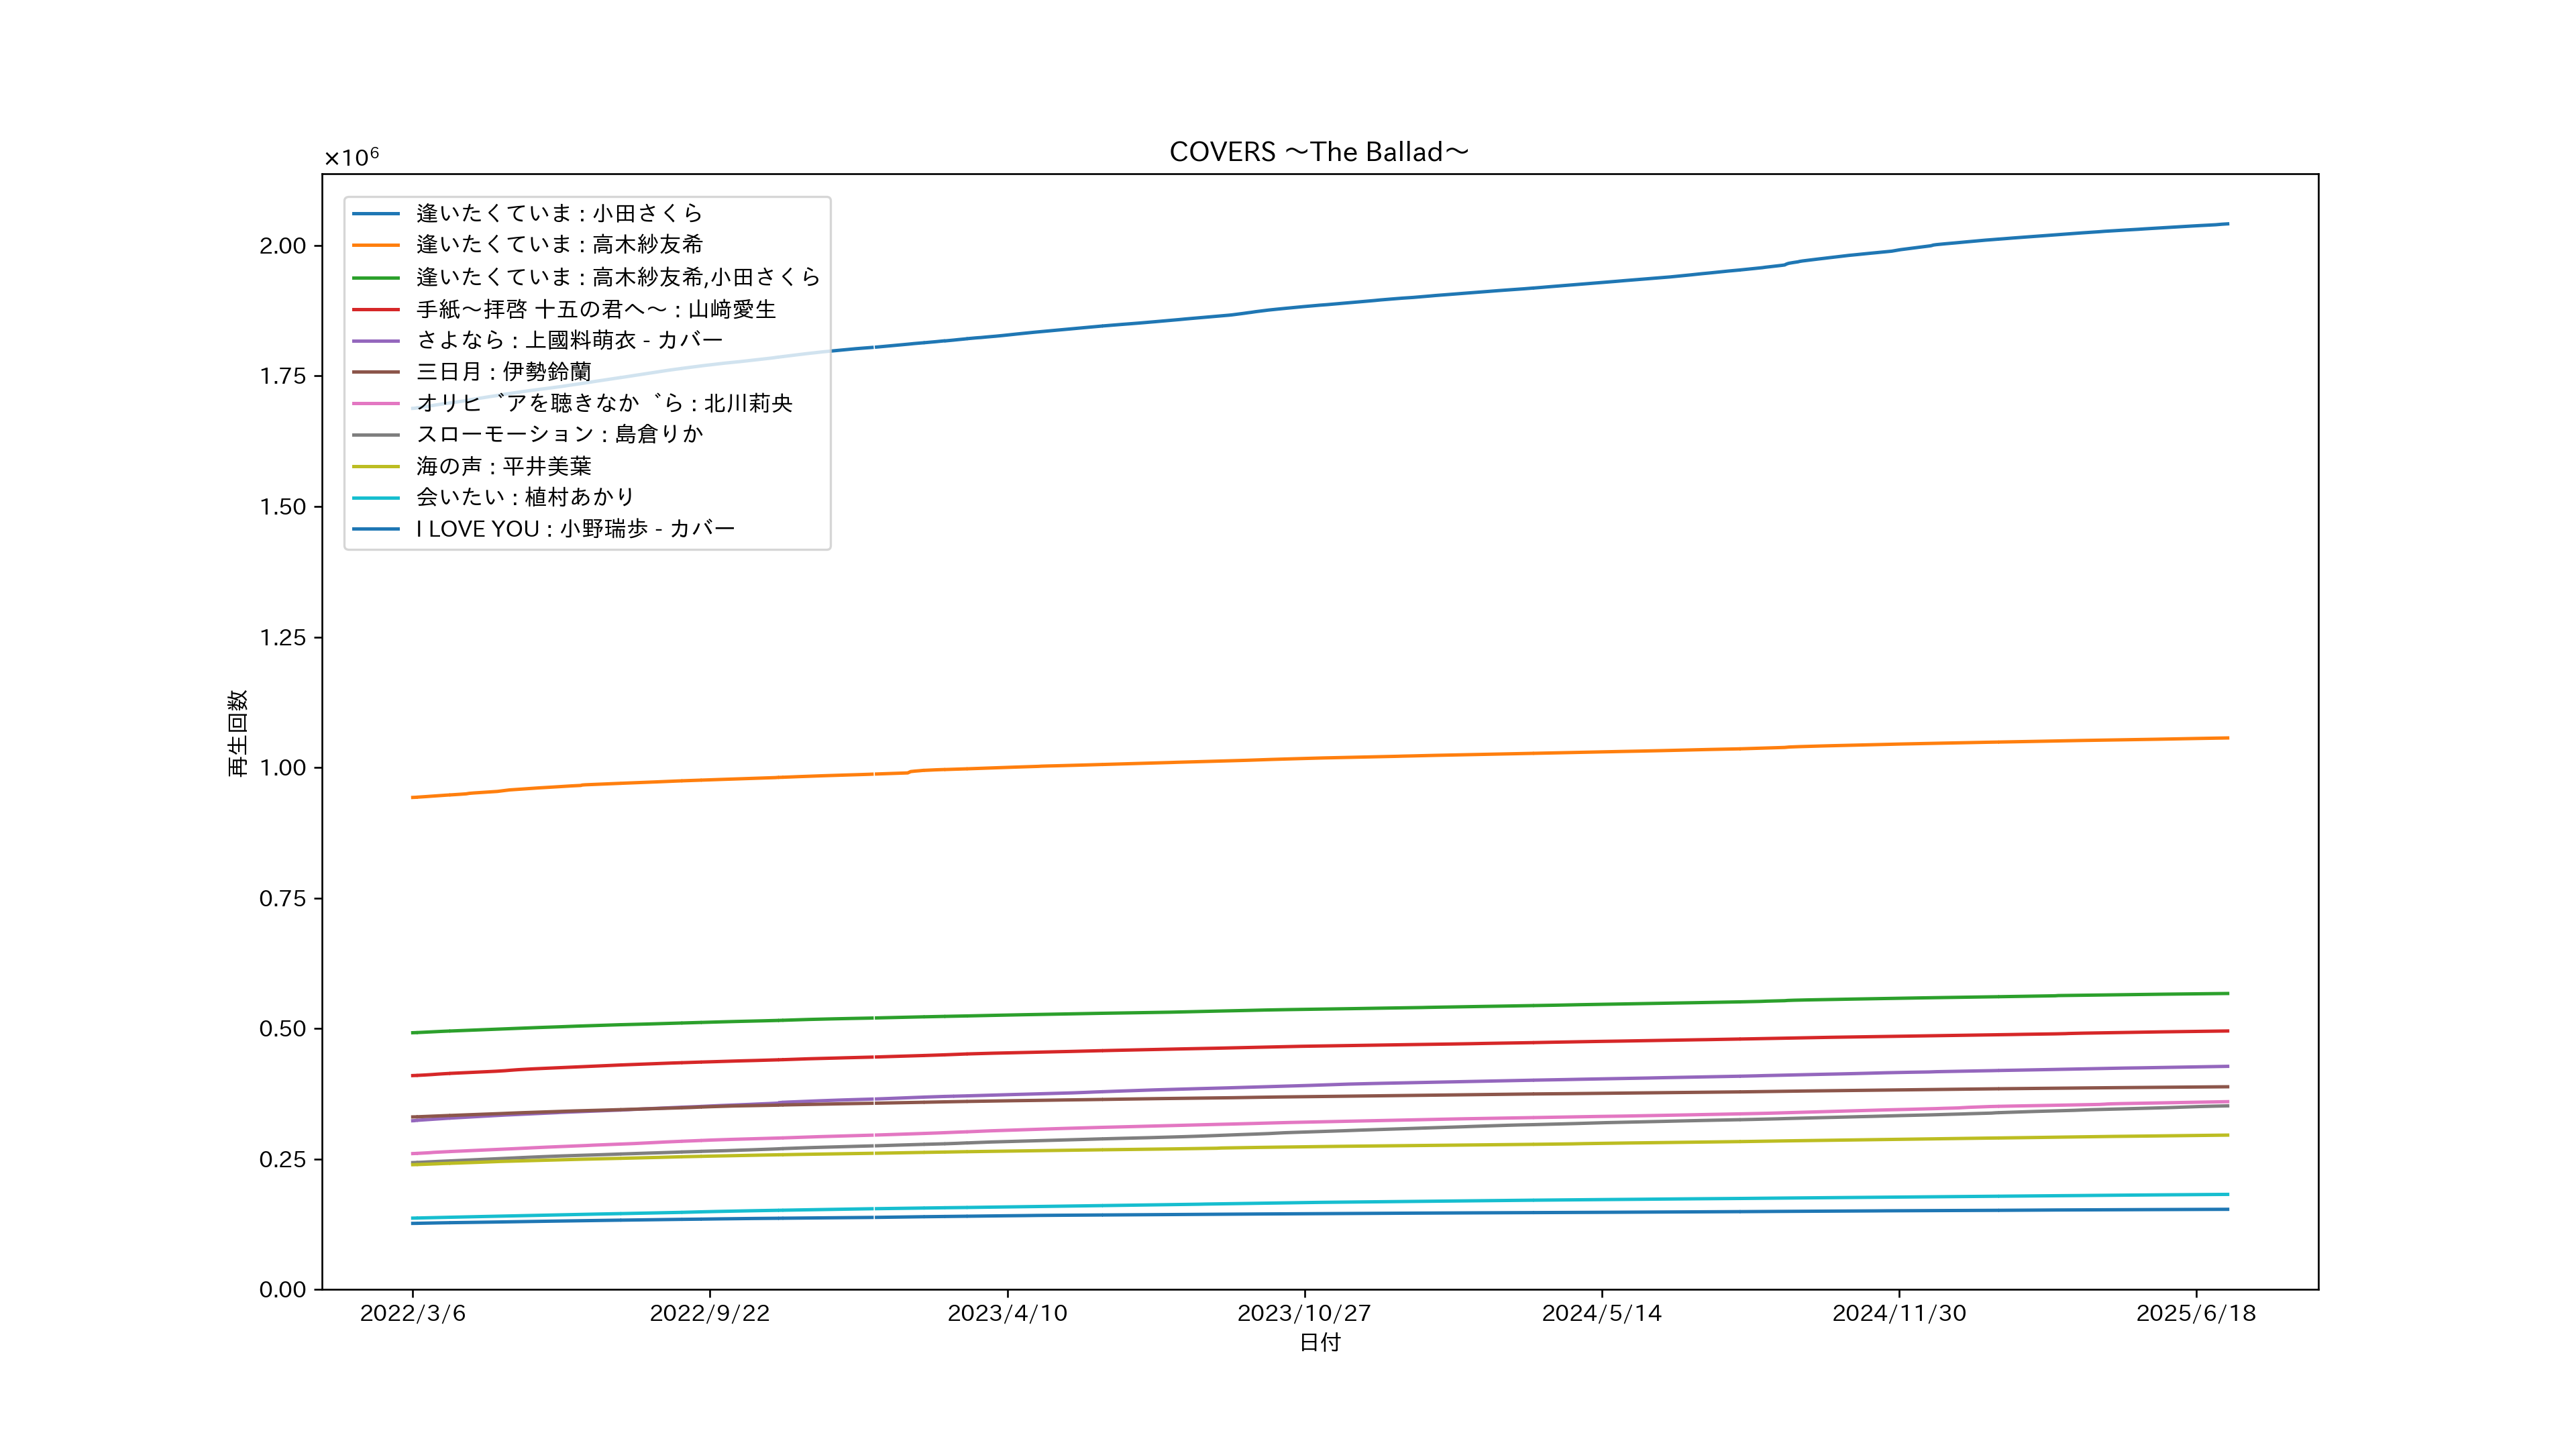 COVERS ～The Ballad～
×10⁶
逢いたくていま : 小田さくら
逢いたくていま : 高木紗友希
逢いたくていま : 高木紗友希,小田さくら
手紙～拝啓 十五の君へ～ : 山﨑愛生
さよなら : 上國料萌衣 - カバー
三日月 : 伊勢鈴蘭
オリヒ゛アを聴きなか゛ら : 北川莉央
スローモーション : 島倉りか
海の声 : 平井美葉
会いたい : 植村あかり
I LOVE YOU : 小野瑞歩 - カバー
2.00
1.75
1.50
1.25
1.00
0.75
0.50
0.25
0.00
再生回数
2022/3/6
2022/9/22
2023/4/10
2023/10/27
2024/5/14
2024/11/30
2025/6/18
日付